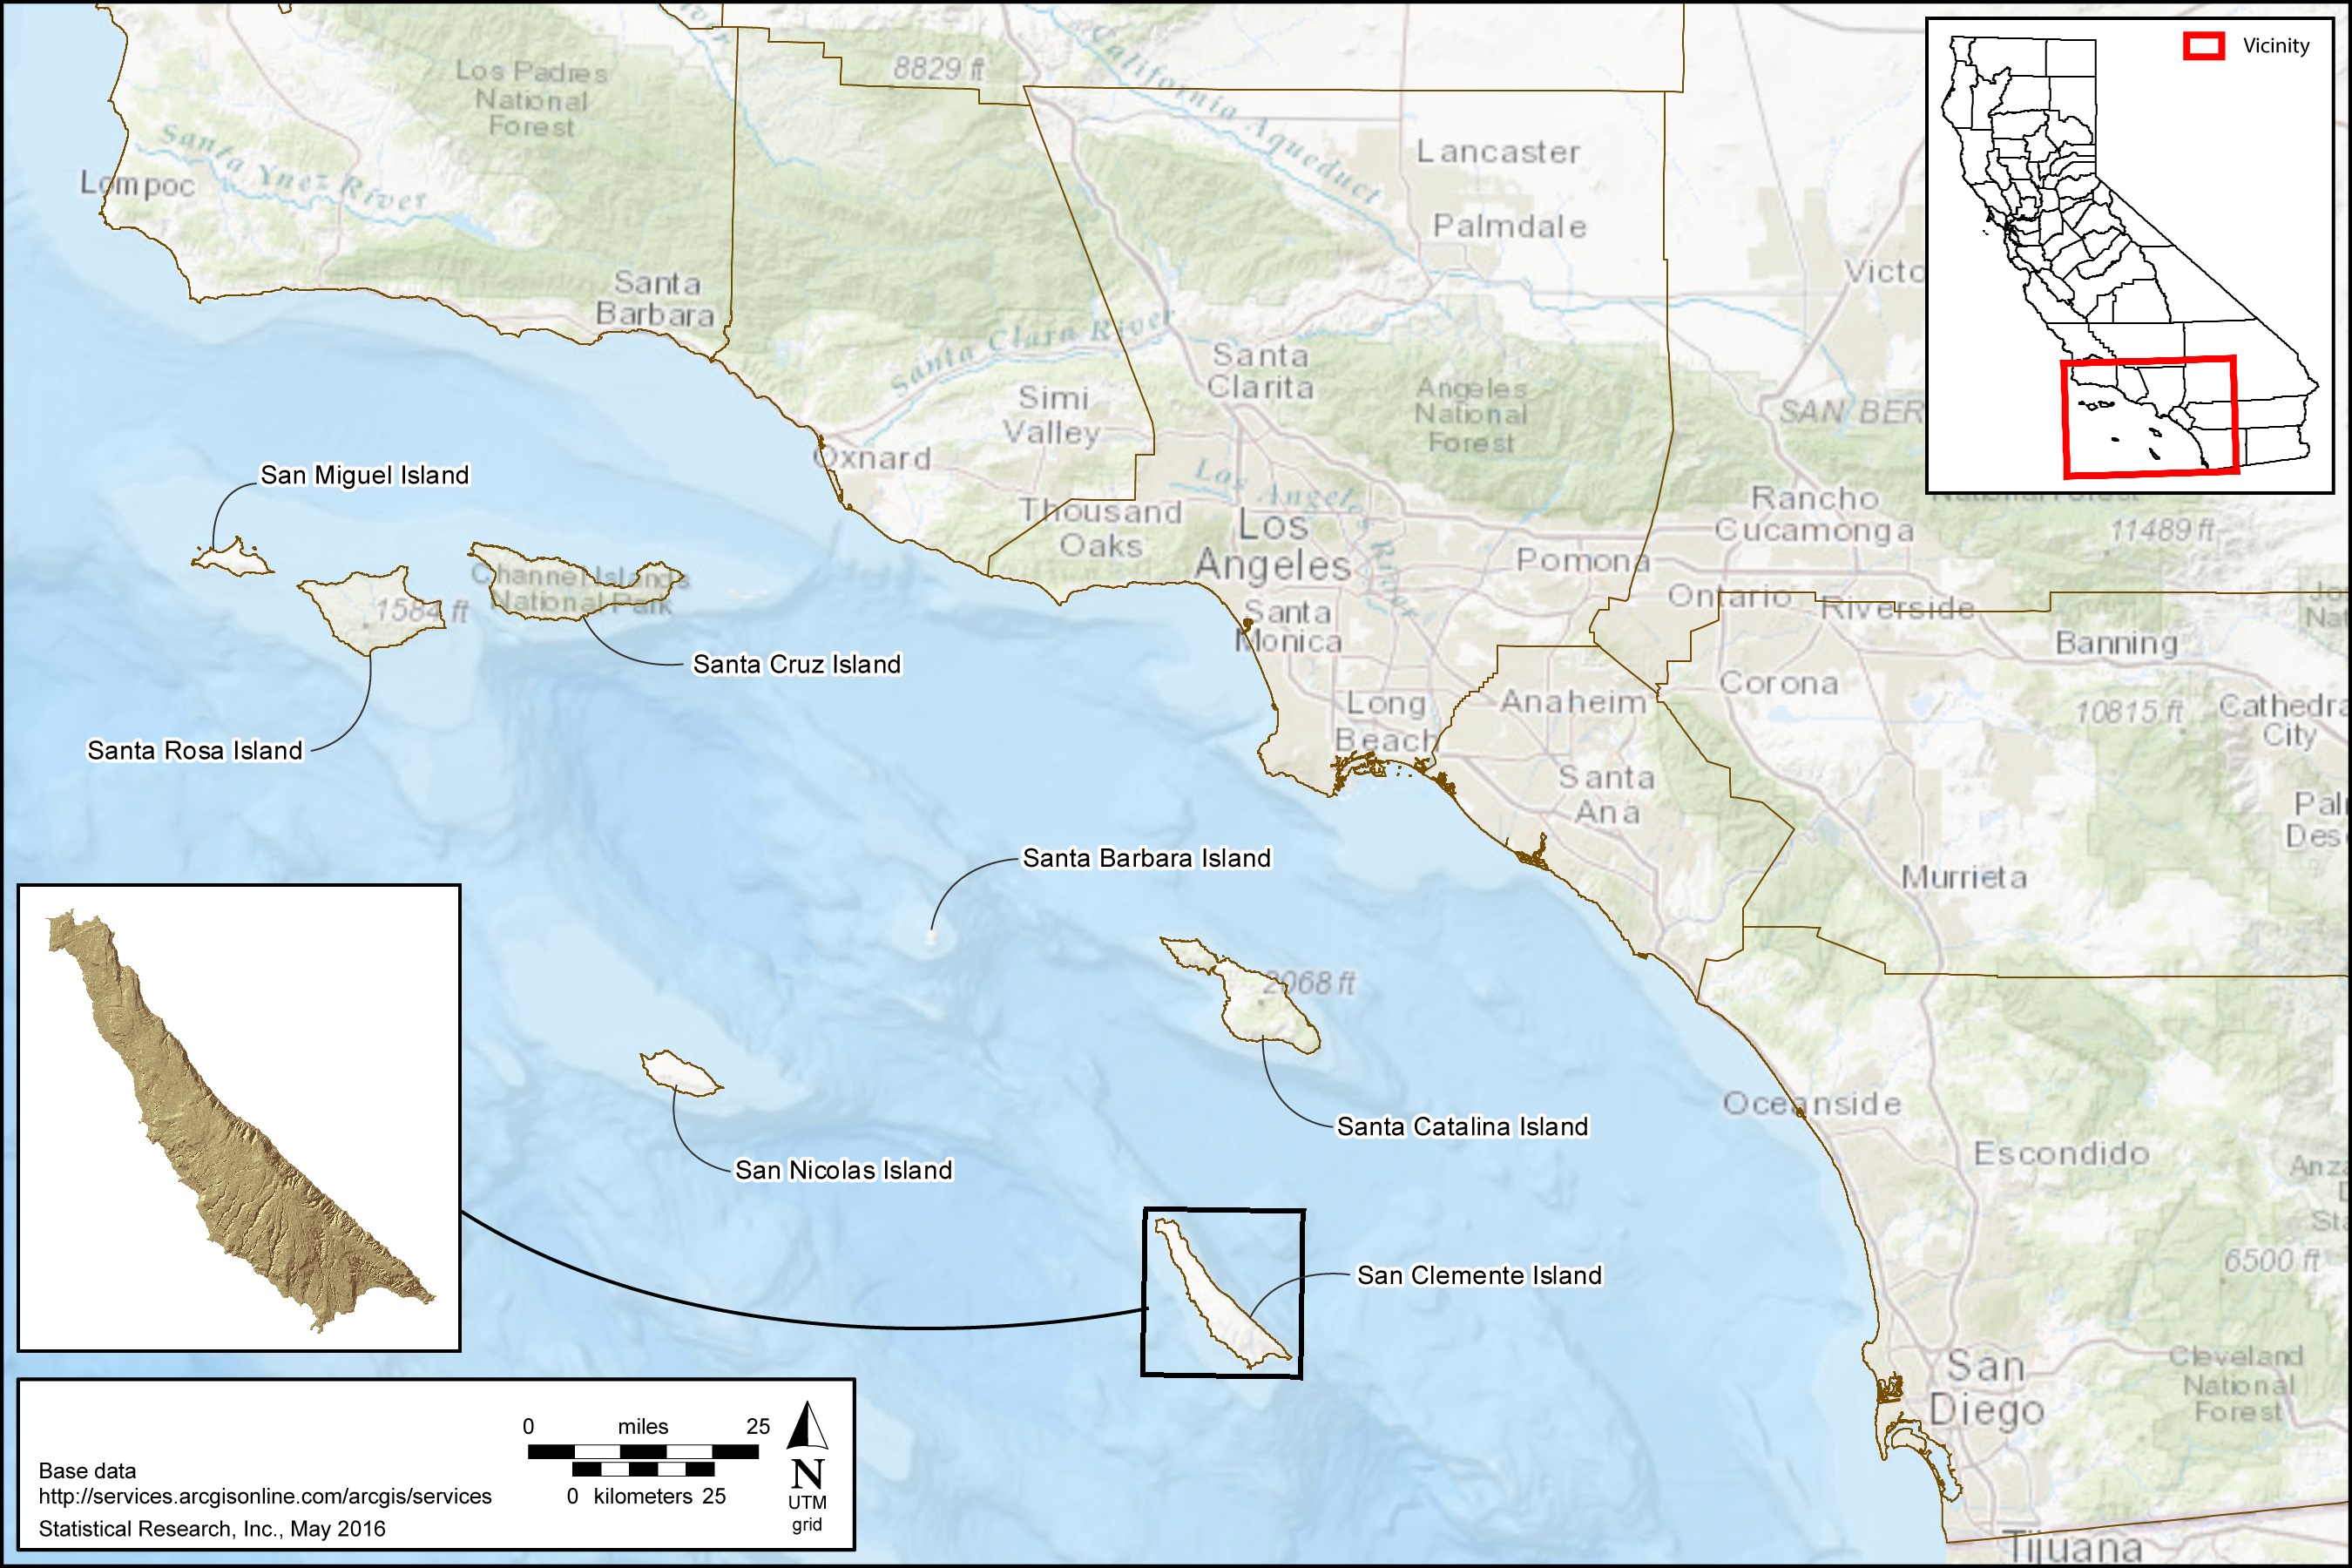 Vicinity
Los Padres
National
Forest
8829 ft
California Aqueduct
Santa Ynez River
Lompoc
Lancaster
Palmdale
Santa
Barbara
Santa Clara River
Santa
Clarita
Simi
Valley
Angeles
National
Forest
Victo
SAN BER
Oxnard
Thousand
Oaks
Los Angeles River
Los
Angeles
Rancho
Cucamonga
11489 ft
Pomona
Ontario
Riverside
Santa
Monica
Banning
San Miguel Island
Channel Islands
National Park
1584 ft
Santa Cruz Island
Santa Rosa Island
Long
Beach
Anaheim
Corona
10815 ft
Cathedra
City
Santa
Ana
Pal
Des
Murrieta
Santa Barbara Island
2068 ft
Santa Catalina Island
San Nicolas Island
Oceanside
Escondido
Anza
San Clemente Island
6500 ft
San
Diego
Cleveland
National
Forest
Tijuana
0 miles 25
0 kilometers 25
N
UTM
grid
Base data
http://services.arcgisonline.com/arcgis/services
Statistical Research, Inc., May 2016